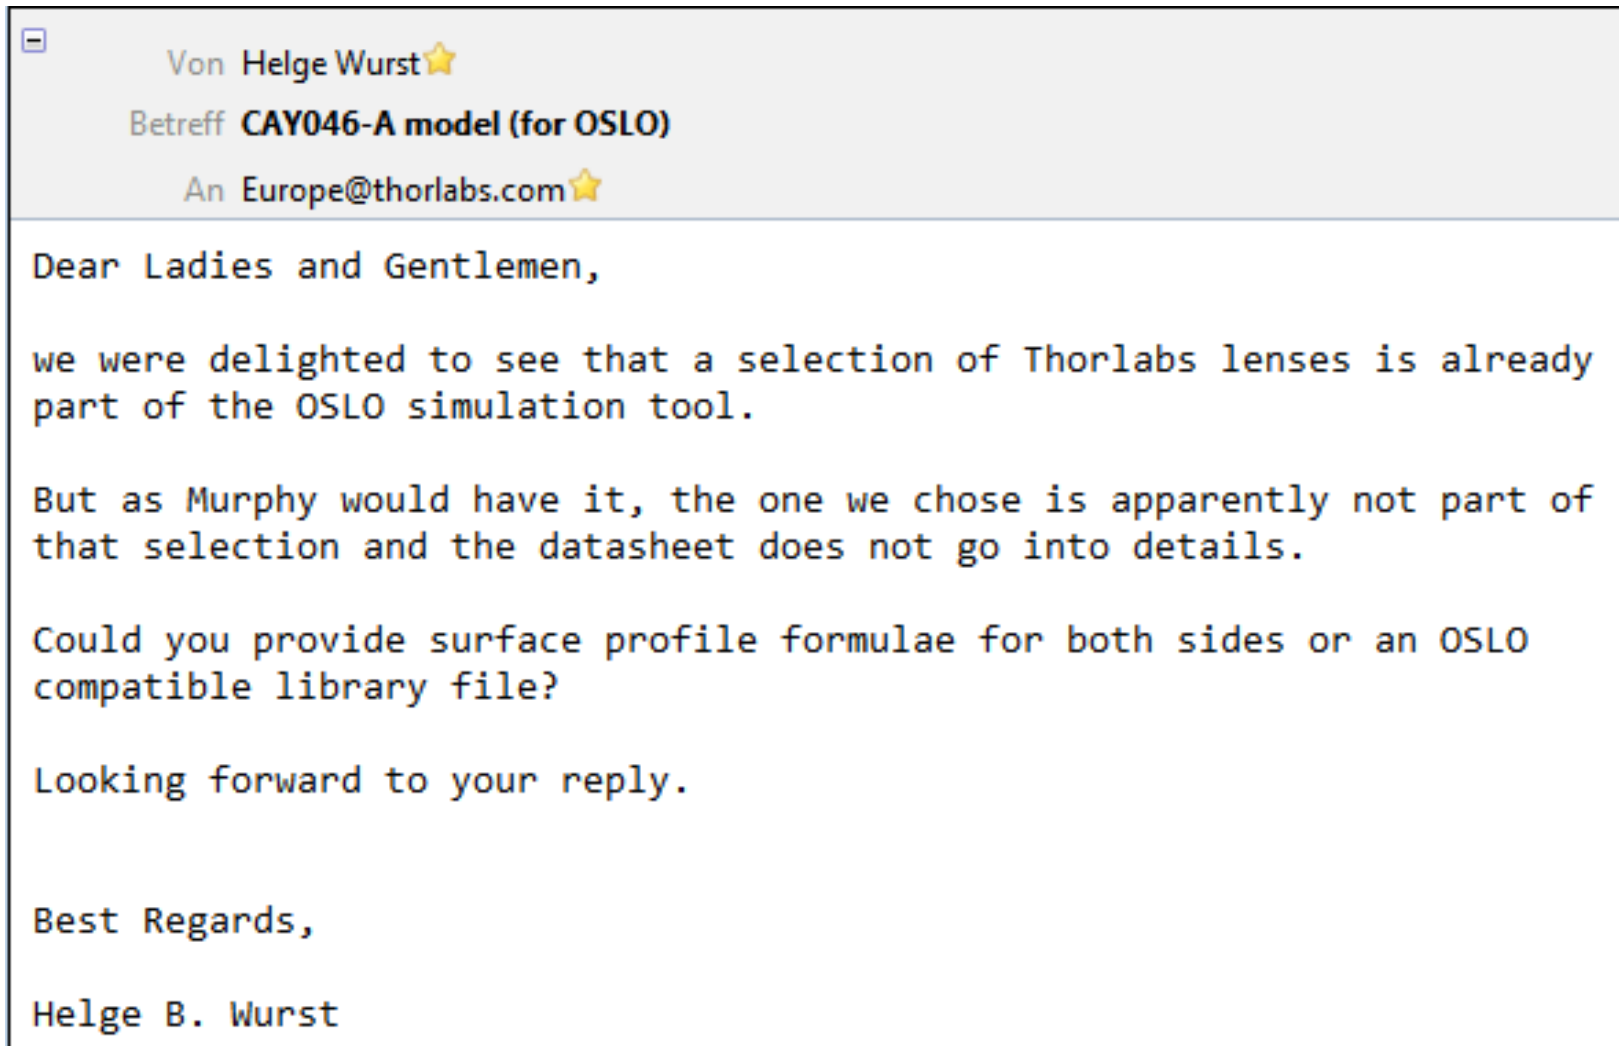 Von Helge Wurst
Betreff CAY046-A model (for OSLO)
An Europe@thorlabs.com
Dear Ladies and Gentlemen,
we were delighted to see that a selection of Thorlabs lenses is already
part of the OSLO simulation tool.
But as Murphy would have it, the one we chose is apparently not part of
that selection and the datasheet does not go into details.
Could you provide surface profile formulae for both sides or an OSLO
compatible library file?
Looking forward to your reply.
Best Regards,
Helge B. Wurst